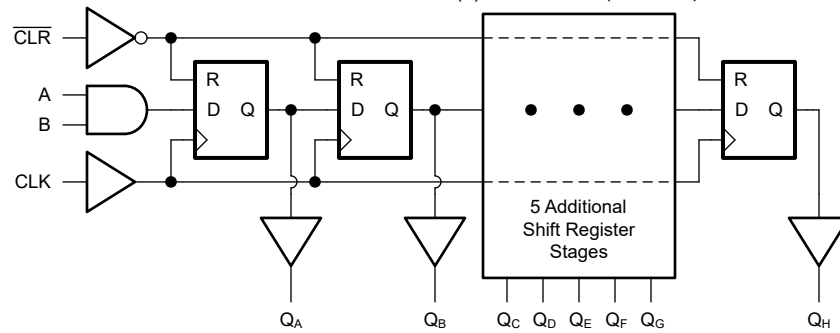 CLR
R
R
R
A
D Q
D Q
D Q
B
CLK
5 Additional
Shift Register
Stages
QA
QB
QC QD QE QF QG
QH